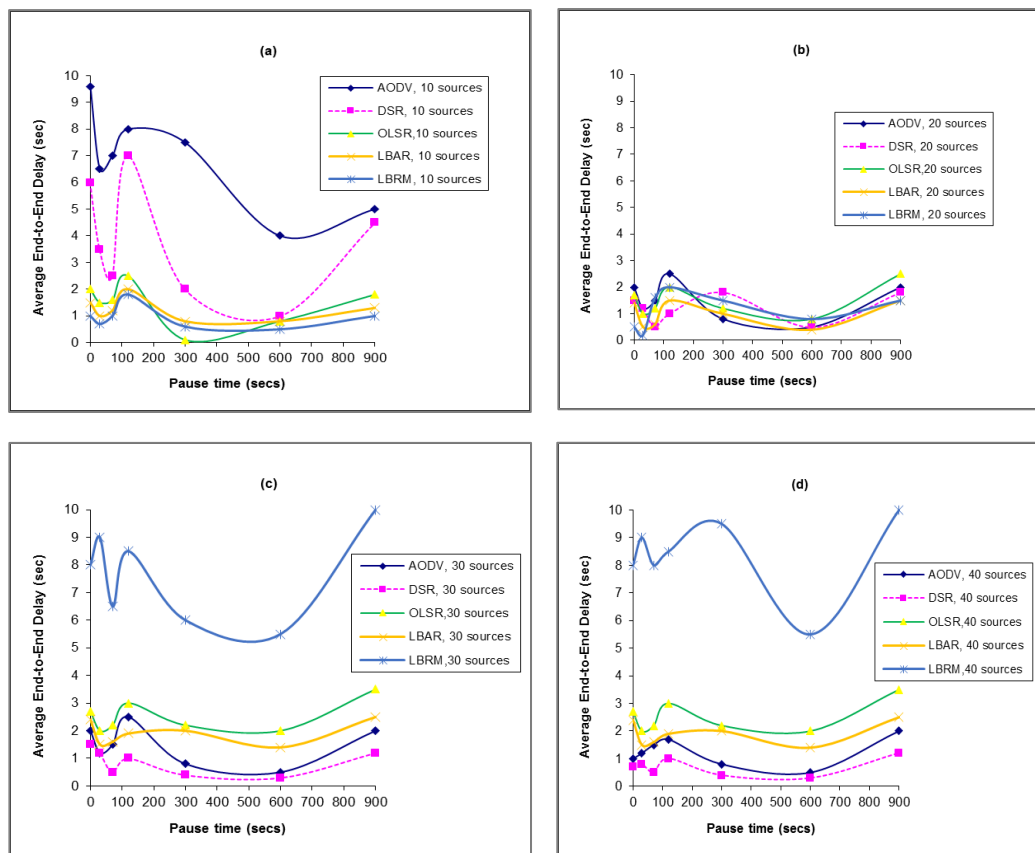 (a)
Average End-to-End Delay (sec)
10
9
8
7
6
5
4
3
2
1
0
0 100 200 300 400 500 600 700 800 900
Pause time (secs)
AODV, 10 sources
DSR, 10 sources
OLSR,10 sources
LBAR, 10 sources
LBRM, 10 sources
(b)
Average End-to-End Delay (sec)
10
9
8
7
6
5
4
3
2
1
0
0 100 200 300 400 500 600 700 800 900
Pause time (secs)
AODV, 20 sources
DSR, 20 sources
OLSR,20 sources
LBAR, 20 sources
LBRM, 20 sources
(c)
Average End-to-End Delay (sec)
10
9
8
7
6
5
4
3
2
1
0
0 100 200 300 400 500 600 700 800 900
Pause time (secs)
AODV, 30 sources
DSR, 30 sources
OLSR,30 sources
LBAR, 30 sources
LBRM,30 sources
(d)
Average End-to-End Delay (sec)
10
9
8
7
6
5
4
3
2
1
0
0 100 200 300 400 500 600 700 800 900
Pause time (secs)
AODV, 40 sources
DSR, 40 sources
OLSR,40 sources
LBAR, 40 sources
LBRM, 40 sources